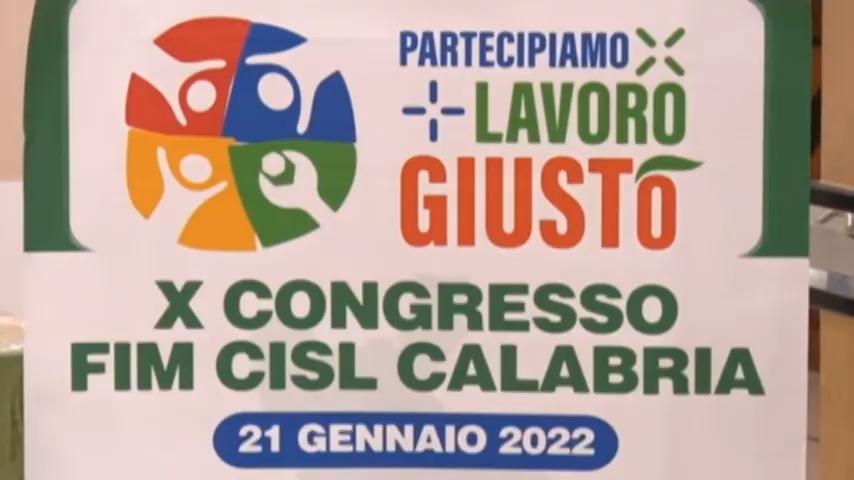 PARTECIPIAMO
LAVORO
GIUSTO
X CONGRESSO
FIM CISL CALABRIA
21 GENNAIO 2022